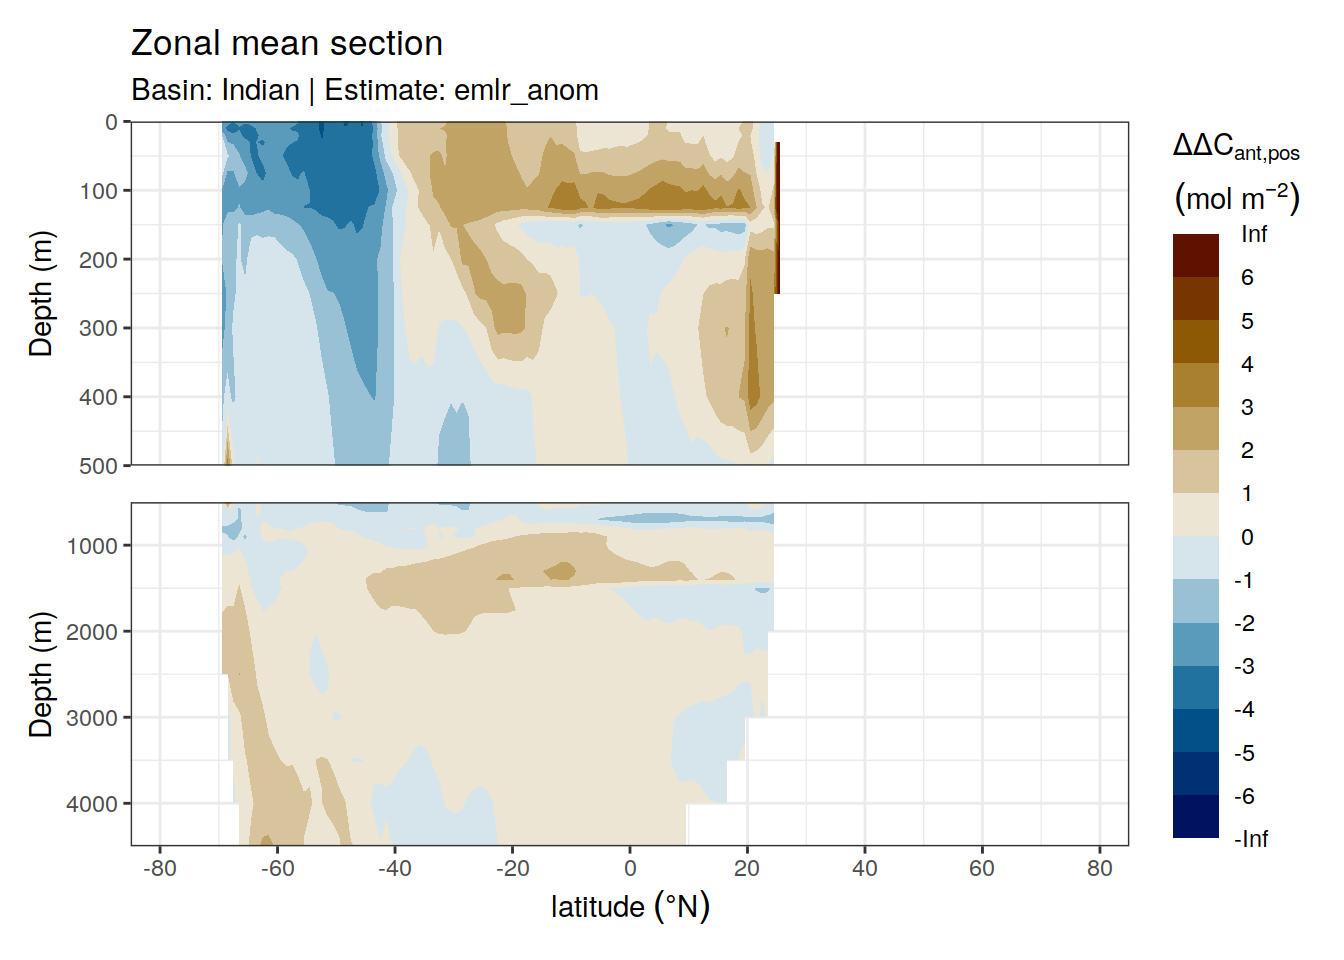 Zonal mean section
Basin: Indian | Estimate: emlr_anom
0
100
200
300
400
500
Depth (m)
1000
2000
3000
4000
Depth (m)
-80 -60 -40 -20 0 20 40 60 80
latitude (°N)
ΔΔCant,pos
(mol m−2)
Inf
6
5
4
3
2
1
0
-1
-2
-3
-4
-5
-6
-Inf